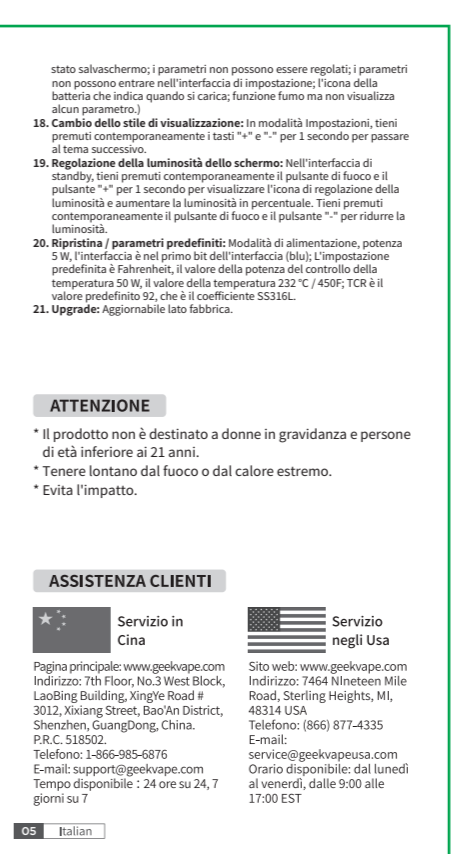 stato salvaschermo; i parametri non possono essere regolati; i parametri
non possono entrare nell'interfaccia di impostazione; l'icona della
batteria che indica quando si carica; funzione fumo ma non visualizza
alcun parametro.)
18. Cambio dello stile di visualizzazione: In modalità Impostazioni, tieni
premuti contemporaneamente i tasti "+" e "-" per 1 secondo per passare
al tema successivo.
19. Regolazione della luminosità dello schermo: Nell'interfaccia di
standby, tieni premuti contemporaneamente il pulsante di fuoco e il
pulsante "+" per 1 secondo per visualizzare l'icona di regolazione della
luminosità e aumentare la luminosità in percentuale. Tieni premuti
contemporaneamente il pulsante di fuoco e il pulsante "-" per ridurre la
luminosità.
20. Ripristina / parametri predefiniti: Modalità di alimentazione, potenza
5 W, l'interfaccia è nel primo bit dell'interfaccia (blu); L'impostazione
predefinita è Fahrenheit, il valore della potenza del controllo della
temperatura 50 W, il valore della temperatura 232 °C / 450F; TCR è il
valore predefinito 92, che è il coefficiente SS316L.
21. Upgrade: Aggiornabile lato fabbrica.
ATTENZIONE
* Il prodotto non è destinato a donne in gravidanza e persone
di età inferiore ai 21 anni.
* Tenere lontano dal fuoco o dal calore estremo.
* Evita l'impatto.
ASSISTENZA CLIENTI
Servizio in
Cina
Pagina principale: www.geekvape.com
Indirizzo: 7th Floor, No.3 West Block,
LaoBing Building, XingYe Road #
3012, Xixiang Street, Bao'An District,
Shenzhen, GuangDong, China.
P.R.C. 518502.
Telefono: 1-866-985-6876
E-mail: support@geekvape.com
Tempo disponibile：24 ore su 24, 7
giorni su 7
Servizio
negli Usa
Sito web: www.geekvape.com
Indirizzo: 7464 NIneteen Mile
Road, Sterling Heights, MI,
48314 USA
Telefono: (866) 877-4335
E-mail:
service@geekvapeusa.com
Orario disponibile: dal lunedì
al venerdì, dalle 9:00 alle
17:00 EST
05 Italian